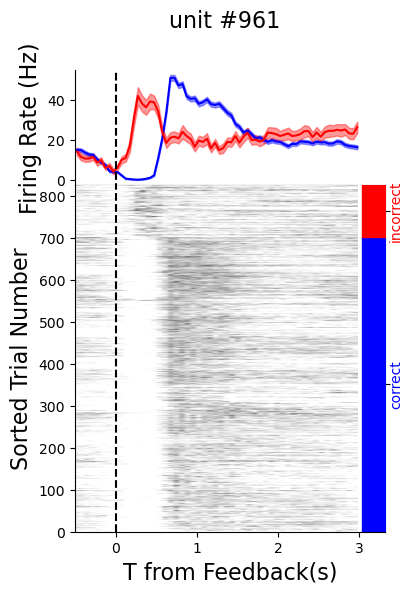 unit #961
Firing Rate (Hz)
40
20
0
Sorted Trial Number
800
700
600
500
400
300
200
100
0
incorrect
correct
0
1
2
3
T from Feedback(s)